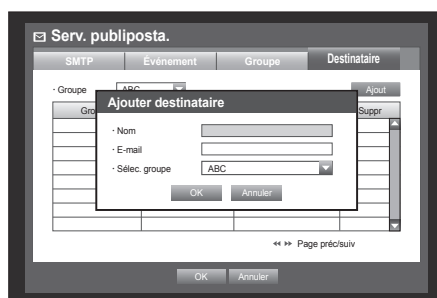 Serv. publiposta.
SMTP Événement Groupe Destinataire
· Groupe ABC Ajout
Gro Suppr
Ajouter destinataire
· Nom
· E-mail
· Sélec. groupe ABC
OK Annuler
Page préc/suiv
OK Annuler